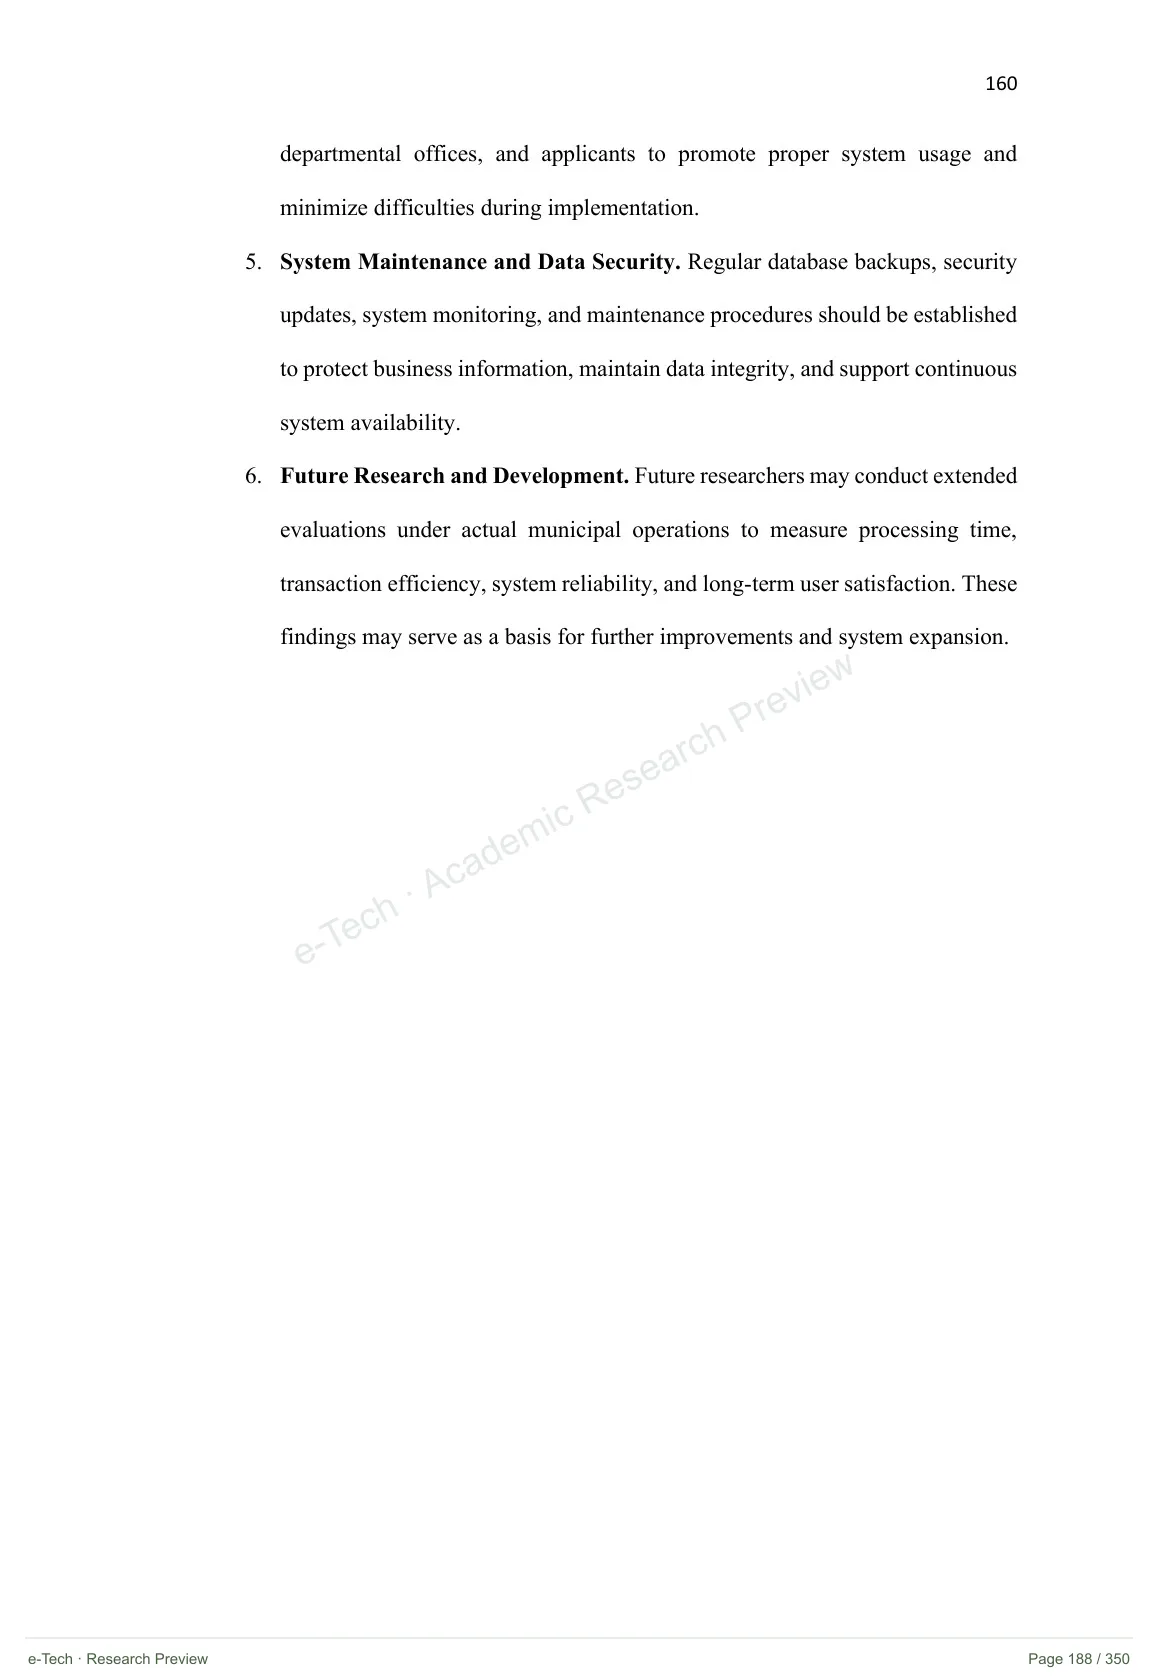 160
departmental offices, and applicants to promote proper system usage and
minimize difficulties during implementation.
5. System Maintenance and Data Security. Regular database backups, security
updates, system monitoring, and maintenance procedures should be established
to protect business information, maintain data integrity, and support continuous
system availability.
6. Future Research and Development. Future researchers may conduct extended
evaluations under actual municipal operations to measure processing time,
transaction efficiency, system reliability, and long-term user satisfaction. These
findings may serve as a basis for further improvements and system expansion.
e-Tech · Academic Research Preview
e-Tech · Research Preview Page 188 / 350